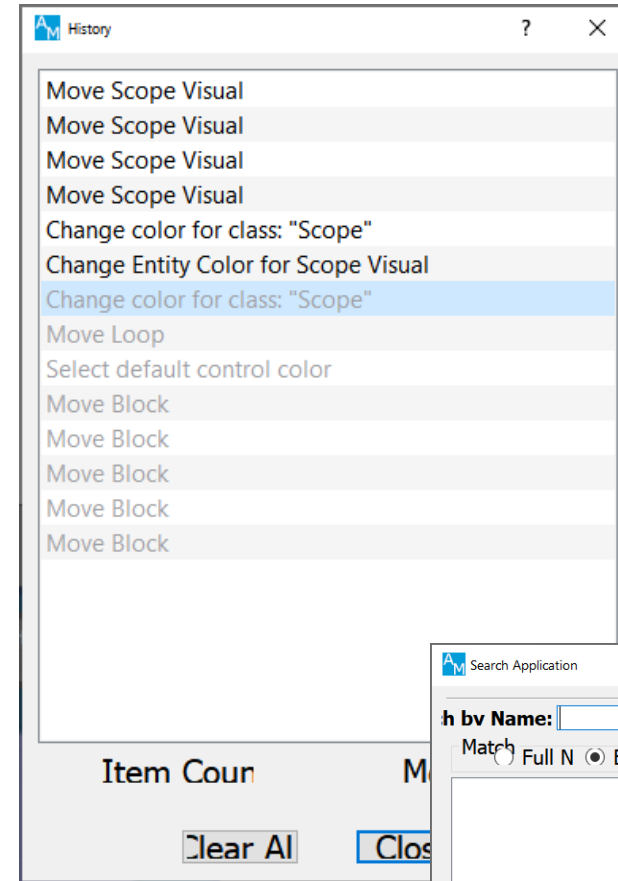 AM History ?
Move Scope Visual
Move Scope Visual
Move Scope Visual
Move Scope Visual
Change color for class: "Scope"
Change Entity Color for Scope Visual
Change color for class: "Scope"
Move Loop
Select default control color
Move Block
Move Block
Move Block
Move Block
Move Block
Item Coun
Clear Al
Clos
AM Search Application
h by Name:
Match
Full N